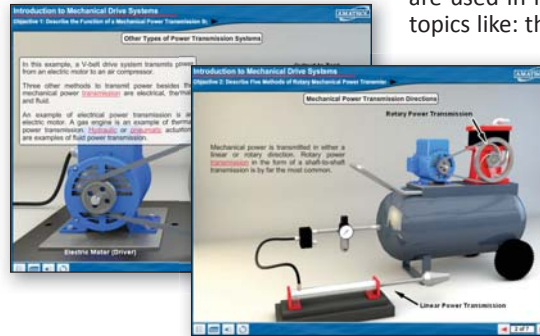 are used in
topics like: th
Introduction to Mechanical Drive Systems
AMATROL
Objective 1: Describe the Function of a Mechanical Power Transmission
Other Types of Power Transmission Systems
In this example, a V-belt drive system transmits power
from an electric motor to an air compressor.
Three other methods to transmit power besides
mechanical power transmission are electrical,
and fluid.
An example of electrical power transmission is
electric motor. A gas engine is an example of
power transmission. Hydraulic or pneumatic
are examples of fluid power transmission.
Electric Motor (Driver)
Introduction to Mechanical Drive Systems
Objective 2: Describe Five Methods of Rotary Mechanical Power
Mechanical Power Transmission Directions
Rotary Power Transmission
Mechanical power is transmitted in either a
linear or rotary direction. Rotary power
transmission in the form of a shaft-to-shaft
transmission is by far the most common.
Linear Power Transmission
2 of 7